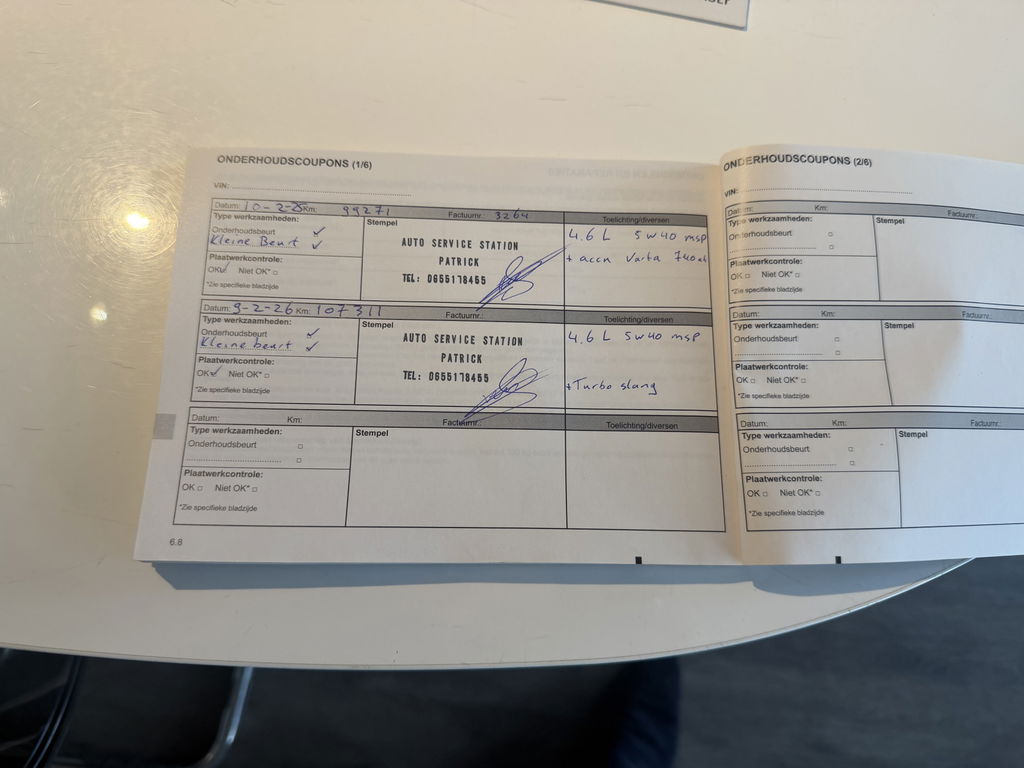 ONDERHOUDSCOUPONS (1/6)
VIN:
Datum: 10-2-25 Km: 99271 Factuurnr.: 3264 Toelichting/diversen
Type werkzaamheden:
Stempel
Onderhoudsbeurt ✓
Kleine Beurt ✓
Plaatwerkcontrole:
OK ✓ Niet OK* □
*Zie specifieke bladzijde
AUTO SERVICE STATION
PATRICK
TEL: 0655178455
4.6 L 5w40 msp
+ accu Varta 740
Datum: 9-2-26 Km: 107311 Factuurnr.: Toelichting/diversen
Type werkzaamheden:
Stempel
Onderhoudsbeurt ✓
Kleine beurt ✓
Plaatwerkcontrole:
OK ✓ Niet OK* □
*Zie specifieke bladzijde
AUTO SERVICE STATION
PATRICK
TEL: 0655178455
4.6 L 5w40 msp
+ Turbo slang
Datum: Km: Factuurnr.: Toelichting/diversen
Type werkzaamheden:
Stempel
Onderhoudsbeurt □
□
Plaatwerkcontrole:
OK □ Niet OK* □
*Zie specifieke bladzijde
6.8
ONDERHOUDSCOUPONS (2/6)
VIN:
Datum: Km: Factuurnr.:
Type werkzaamheden:
Stempel
Onderhoudsbeurt □
□
Plaatwerkcontrole:
OK □ Niet OK* □
*Zie specifieke bladzijde
Datum: Km: Factuurnr.:
Type werkzaamheden:
Stempel
Onderhoudsbeurt □
□
Plaatwerkcontrole:
OK □ Niet OK* □
*Zie specifieke bladzijde
Datum: Km: Factuurnr.:
Type werkzaamheden:
Stempel
Onderhoudsbeurt □
□
Plaatwerkcontrole:
OK □ Niet OK* □
*Zie specifieke bladzijde